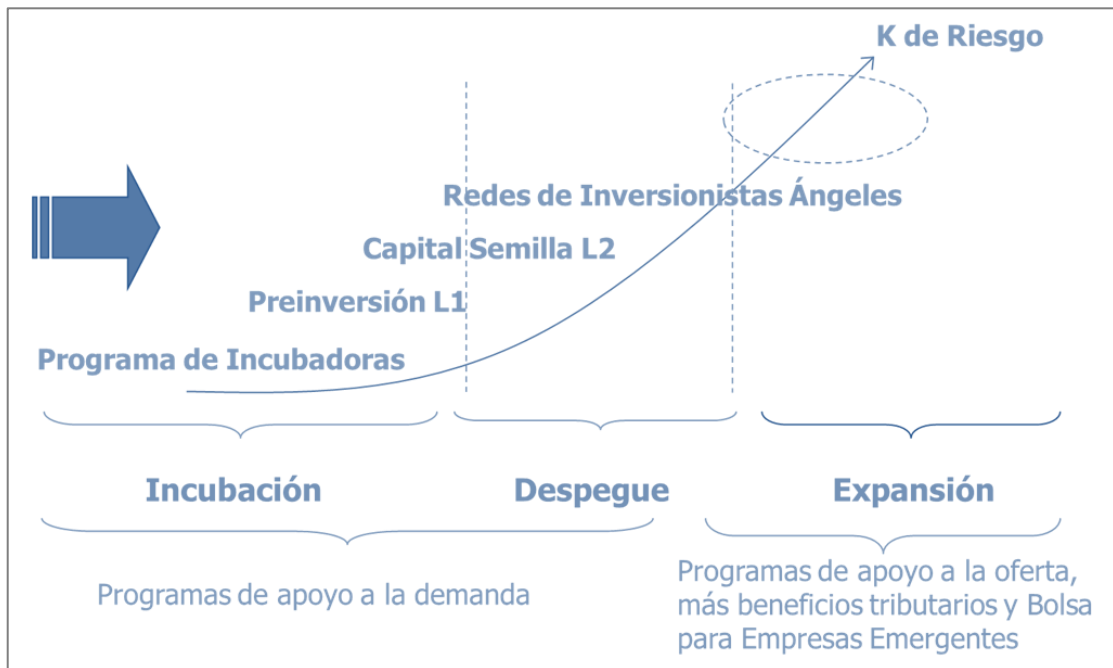 K de Riesgo
Redes de Inversionistas Ángeles
Capital Semilla L2
Preinversión L1
Programa de Incubadoras
Incubación
Despegue
Expansión
Programas de apoyo a la demanda
Programas de apoyo a la oferta,
más beneficios tributarios y Bolsa
para Empresas Emergentes